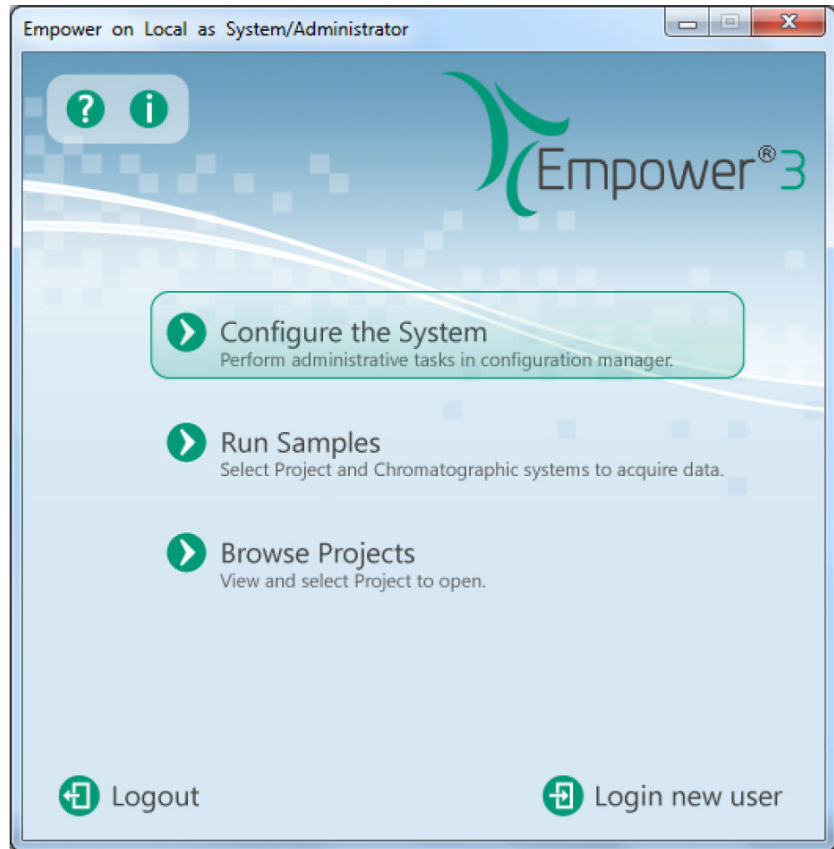 Empower on Local as System/Administrator
? i
Empower®3
Configure the System
Perform administrative tasks in configuration manager.
Run Samples
Select Project and Chromatographic systems to acquire data.
Browse Projects
View and select Project to open.
Logout
Login new user